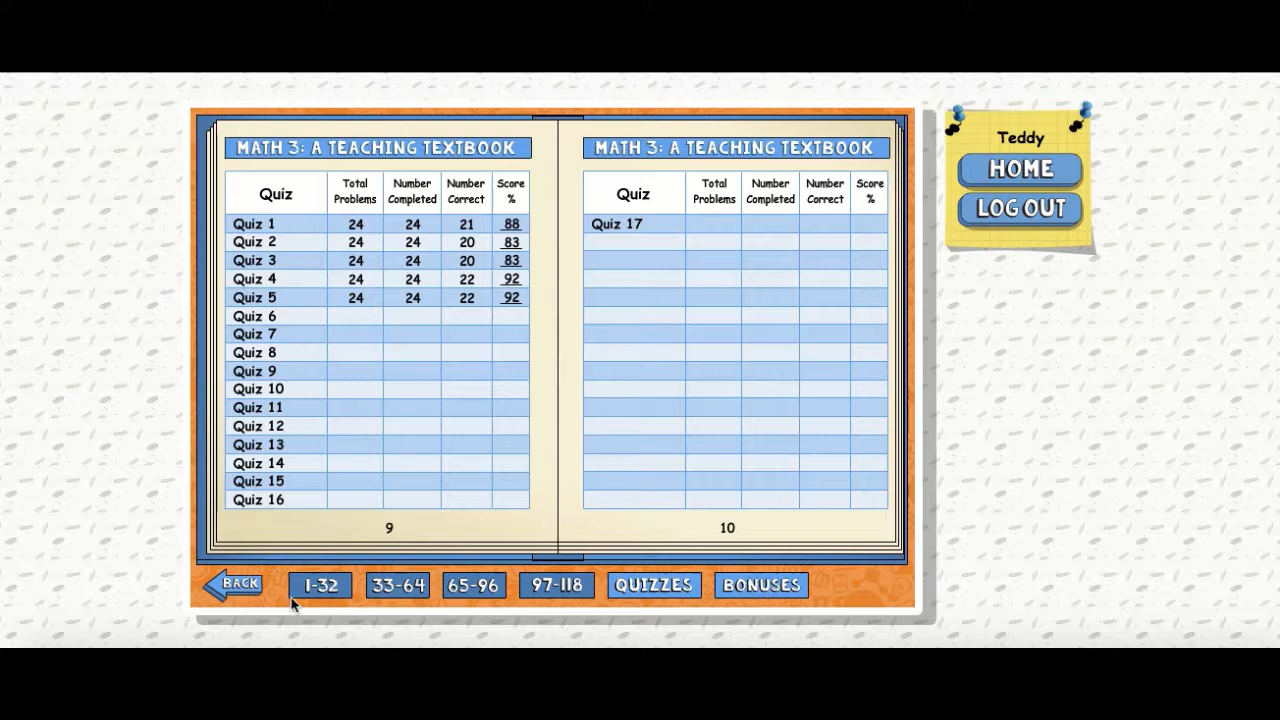 MATH 3: A TEACHING TEXTBOOK
Quiz Total Problems Number Completed Number Correct Score %
Quiz 1 24 24 21 88
Quiz 2 24 24 20 83
Quiz 3 24 24 20 83
Quiz 4 24 24 22 92
Quiz 5 24 24 22 92
Quiz 6
Quiz 7
Quiz 8
Quiz 9
Quiz 10
Quiz 11
Quiz 12
Quiz 13
Quiz 14
Quiz 15
Quiz 16
9
MATH 3: A TEACHING TEXTBOOK
Quiz Total Problems Number Completed Number Correct Score %
Quiz 17
10
Teddy
HOME
LOG OUT
BACK 1-32 33-64 65-96 97-118 QUIZZES BONUSES